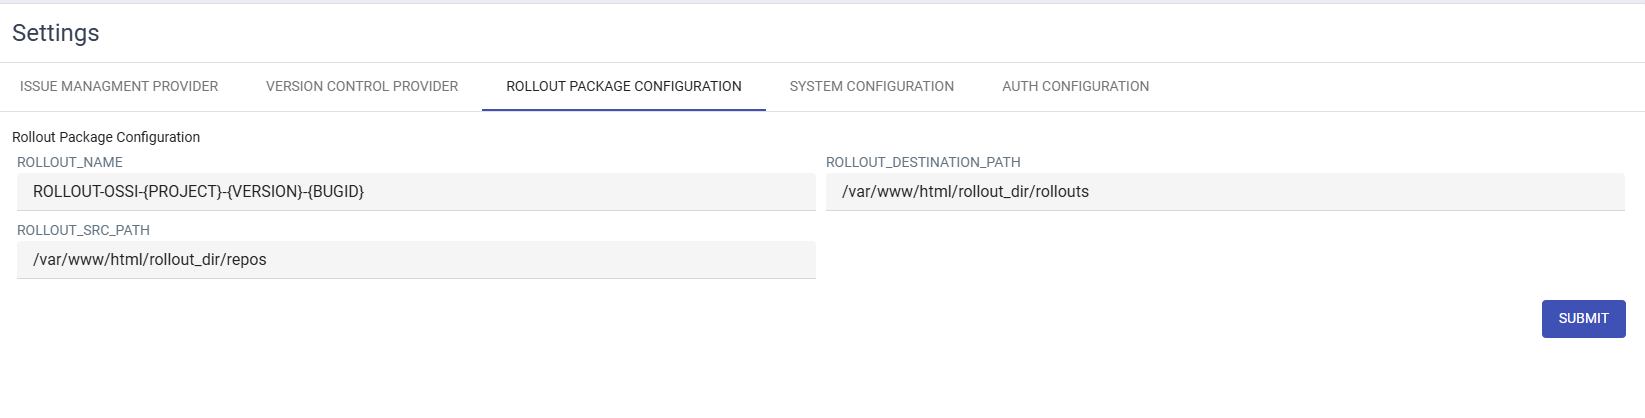 Settings
ISSUE MANAGMENT PROVIDER VERSION CONTROL PROVIDER ROLLOUT PACKAGE CONFIGURATION SYSTEM CONFIGURATION AUTH CONFIGURATION
Rollout Package Configuration
ROLLOUT_NAME ROLLOUT_DESTINATION_PATH
ROLLOUT-OSSI-{PROJECT}-{VERSION}-{BUGID} /var/www/html/rollout_dir/rollouts
ROLLOUT_SRC_PATH
/var/www/html/rollout_dir/repos
SUBMIT